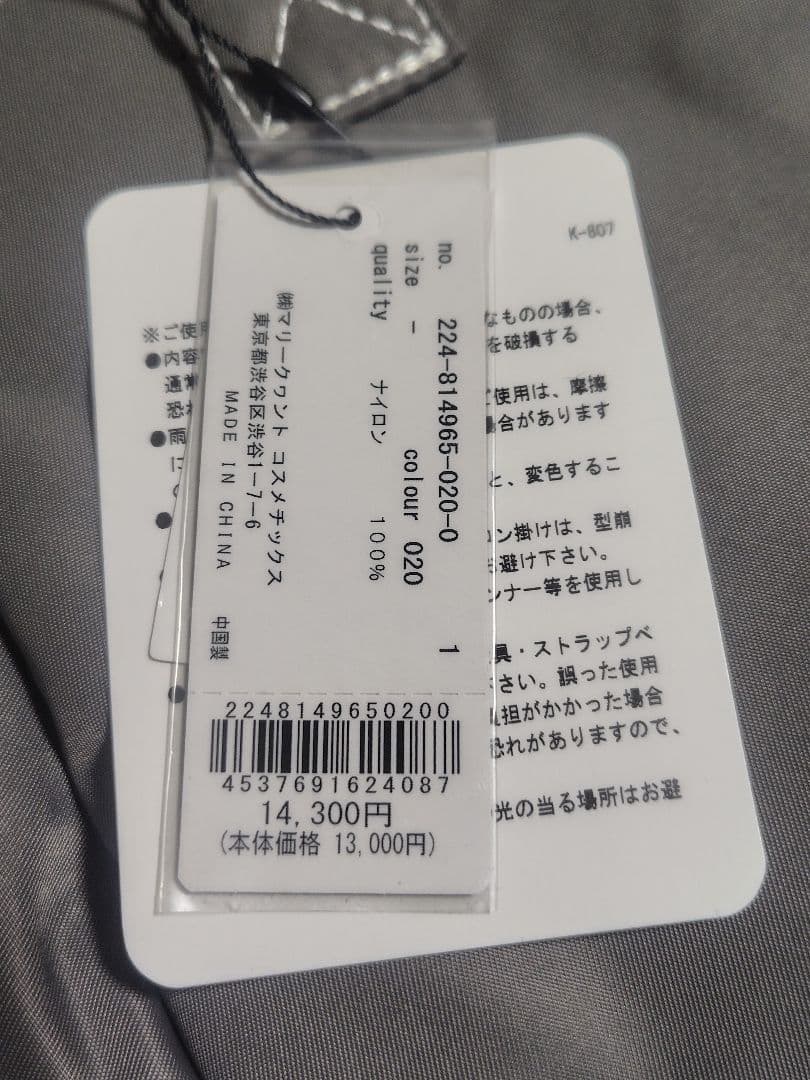 no. 224-814965-020-0 1
size - colour 020
quality ナイロン 100%
㈱マリークヮント コスメチックス
東京都渋谷区渋谷1-7-6
MADE IN CHINA 中国製
2248149650200
4537691624087
14,300円
(本体価格 13,000円)
K-807
※ご使用
なものの場合、
●内容
を破損する
通常
ご使用は、摩擦
恐れ
場合があります
●雨
と、変色するこ
ン掛けは、型崩
お避け下さい。
ンナー等を使用し
具・ストラップベ
さい。誤った使用
負担がかかった場合
恐れがありますので、
光の当る場所はお避